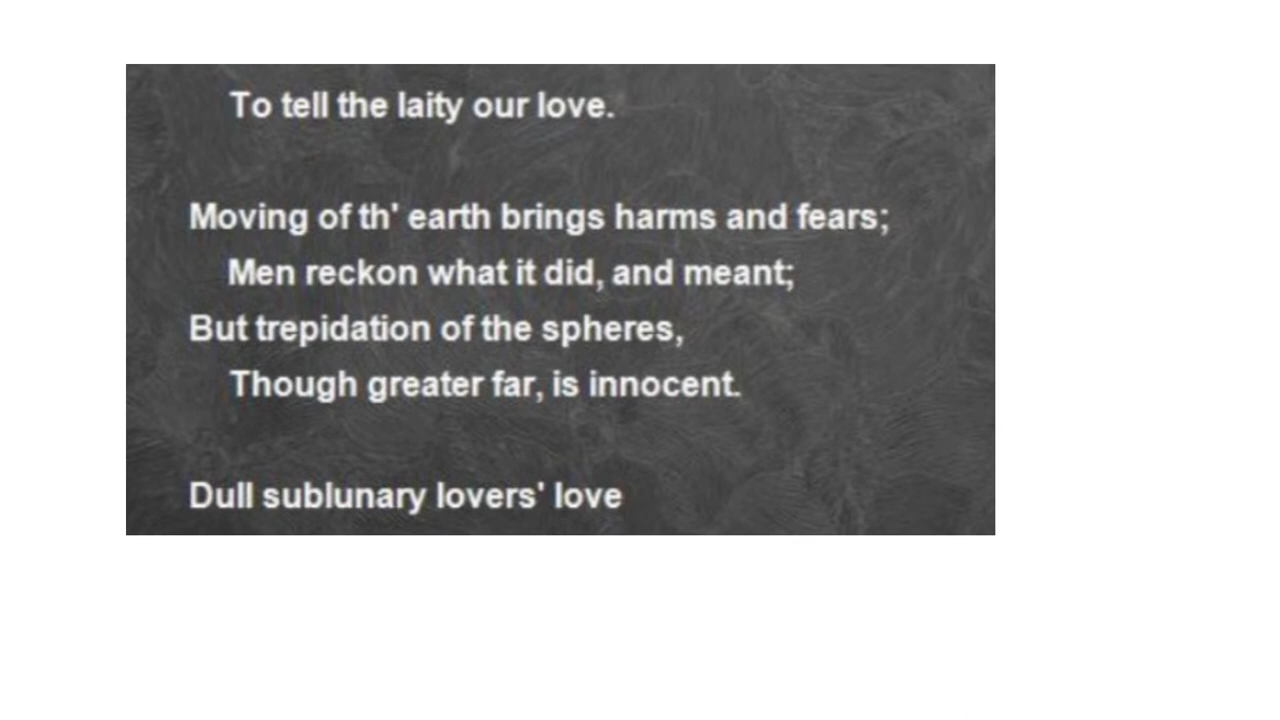 To tell the laity our love.
Moving of th' earth brings harms and fears;
Men reckon what it did, and meant;
But trepidation of the spheres,
Though greater far, is innocent.
Dull sublunary lovers' love